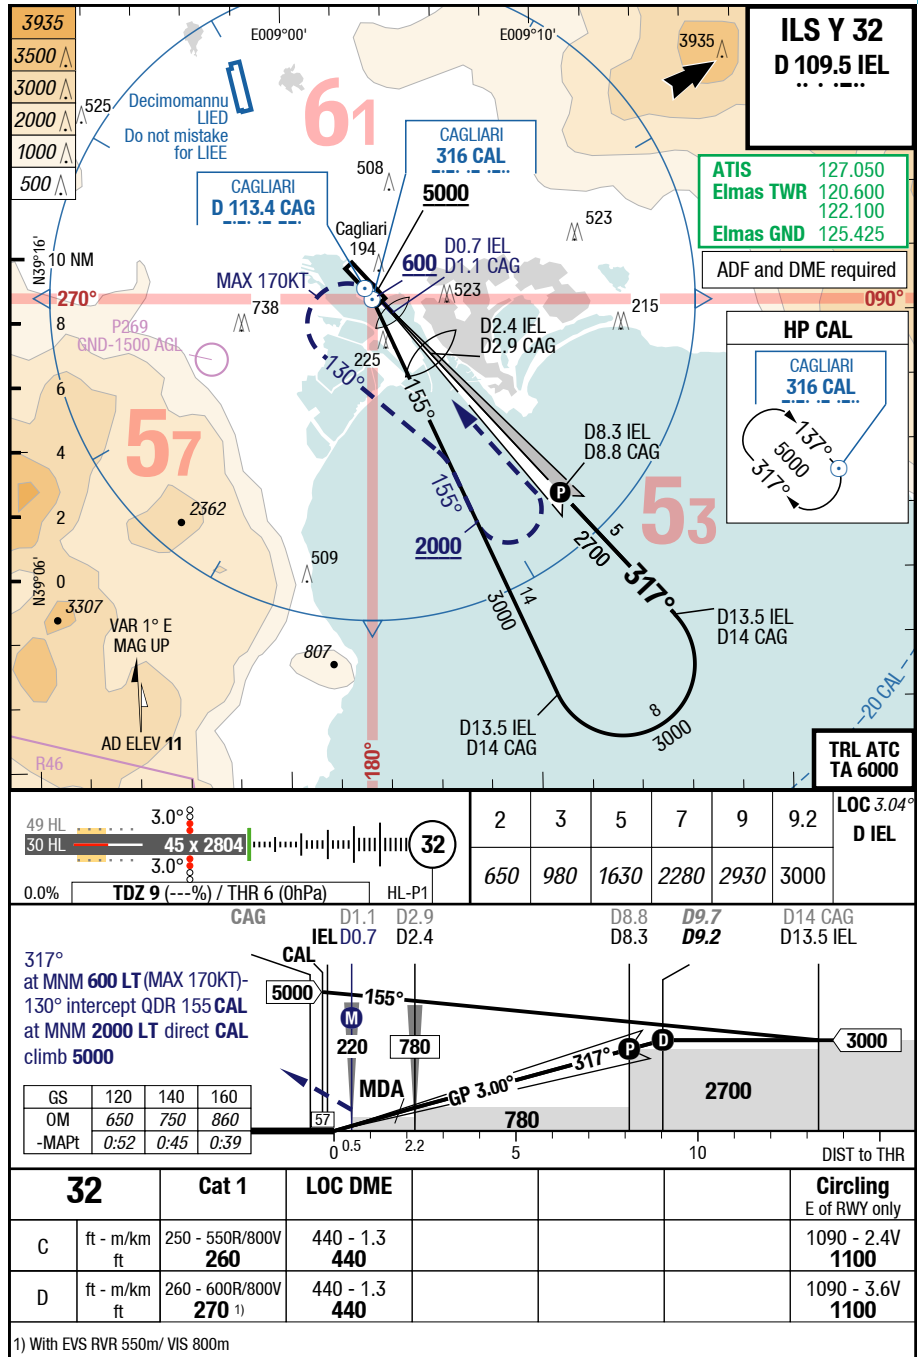 3935
3500
3000
2000
1000
500
525
E009°00'
E009°10'
3935
ILS Y 32
D 109.5 IEL
Decimomannu
LIED
Do not mistake
for LIEE
61
CAGLIARI
316 CAL
508
5000
CAGLIARI
D 113.4 CAG
ATIS 127.050
Elmas TWR 120.600
122.100
Elmas GND 125.425
523
Cagliari
194
600
D0.7 IEL
D1.1 CAG
ADF and DME required
N39°16'
10 NM
MAX 170KT
270°
090°
523
738
215
8
P269
GND-1500 AGL
D2.4 IEL
D2.9 CAG
225
130°
155°
HP CAL
CAGLIARI
316 CAL
137°
5000
317°
6
4
57
D8.3 IEL
D8.8 CAG
P
53
155°
2362
2
2000
5
2700
317°
509
N39°06'
0
14
3000
3307
VAR 1° E
MAG UP
D13.5 IEL
D14 CAG
807
20 CAL
8
3000
D13.5 IEL
D14 CAG
AD ELEV 11
R46
180°
TRL ATC
TA 6000
49 HL
30 HL
3.0°
45 x 2804
3.0°
32
0.0%
TDZ 9 (---%) / THR 6 (0hPa)
HL-P1
2 3 5 7 9 9.2 LOC 3.04°
D IEL
650 980 1630 2280 2930 3000
CAG D1.1 D2.9 D8.8 D9.7 D14 CAG
IEL D0.7 D2.4 D8.3 D9.2 D13.5 IEL
CAL
317°
at MNM 600 LT (MAX 170KT)-
130° intercept QDR 155 CAL
at MNM 2000 LT direct CAL
climb 5000
5000
155°
M
220
780
MDA
GP 3.00°
317°
P
D
3000
2700
780
57
GS 120 140 160
OM 650 750 860
-MAPt 0:52 0:45 0:39
0 0.5 2.2 5 10 DIST to THR
32 Cat 1 LOC DME Circling
E of RWY only
C ft - m/km 250 - 550R/800V 440 - 1.3 1090 - 2.4V
ft 260 440 1100
D ft - m/km 260 - 600R/800V 440 - 1.3 1090 - 3.6V
ft 270 1) 440 1100
1) With EVS RVR 550m/ VIS 800m